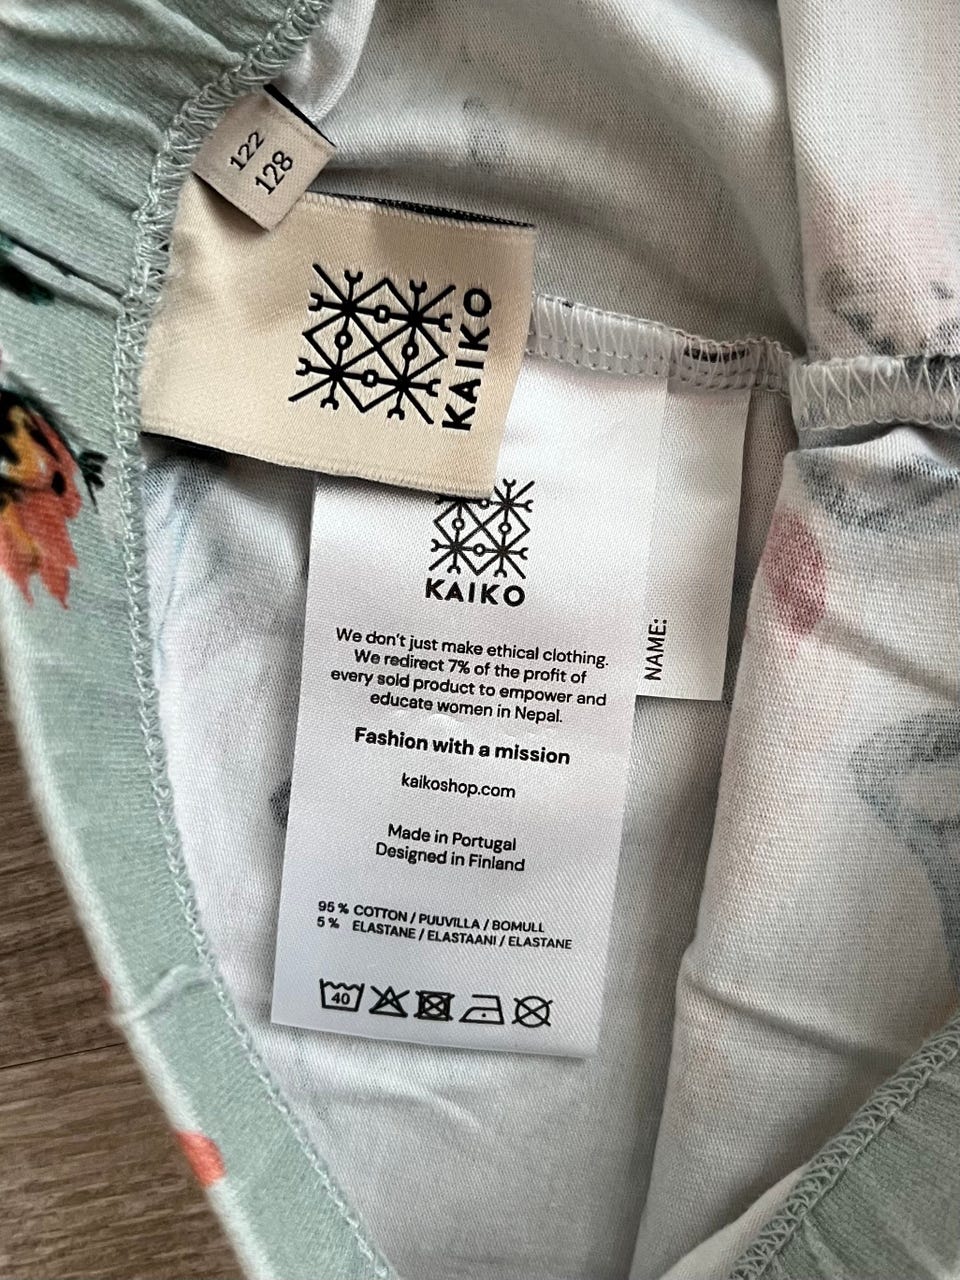 122
128
KAIKO
KAIKO
We don't just make ethical clothing.
We redirect 7% of the profit of
every sold product to empower and
educate women in Nepal.
Fashion with a mission
kaikoshop.com
Made in Portugal
Designed in Finland
95 % COTTON / PUUVILLA / BOMULL
5 % ELASTANE / ELASTAANI / ELASTANE
40
NAME: